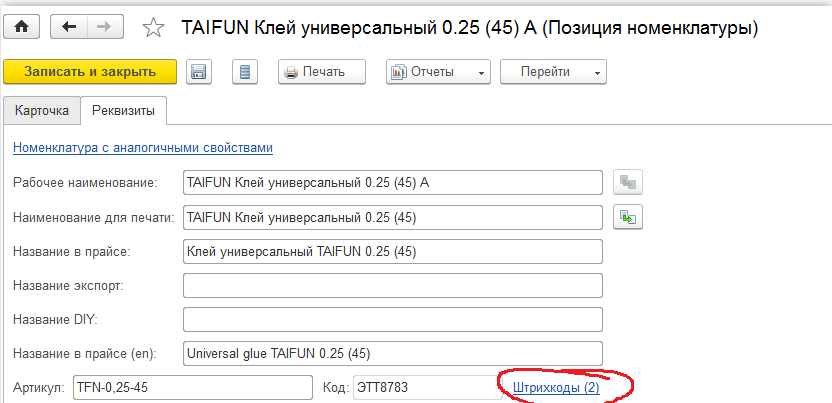 TAIFUN Клей универсальный 0.25 (45) А (Позиция номенклатуры)
Записать и закрыть Печать Отчеты Перейти
Карточка Реквизиты
Номенклатура с аналогичными свойствами
Рабочее наименование: TAIFUN Клей универсальный 0.25 (45) А
Наименование для печати: TAIFUN Клей универсальный 0.25 (45)
Название в прайсе: Клей универсальный TAIFUN 0.25 (45)
Название экспорт:
Название DIY:
Название в прайсе (en): Universal glue TAIFUN 0.25 (45)
Артикул: TFN-0,25-45 Код: ЭТТ8783 Штрихкоды (2)